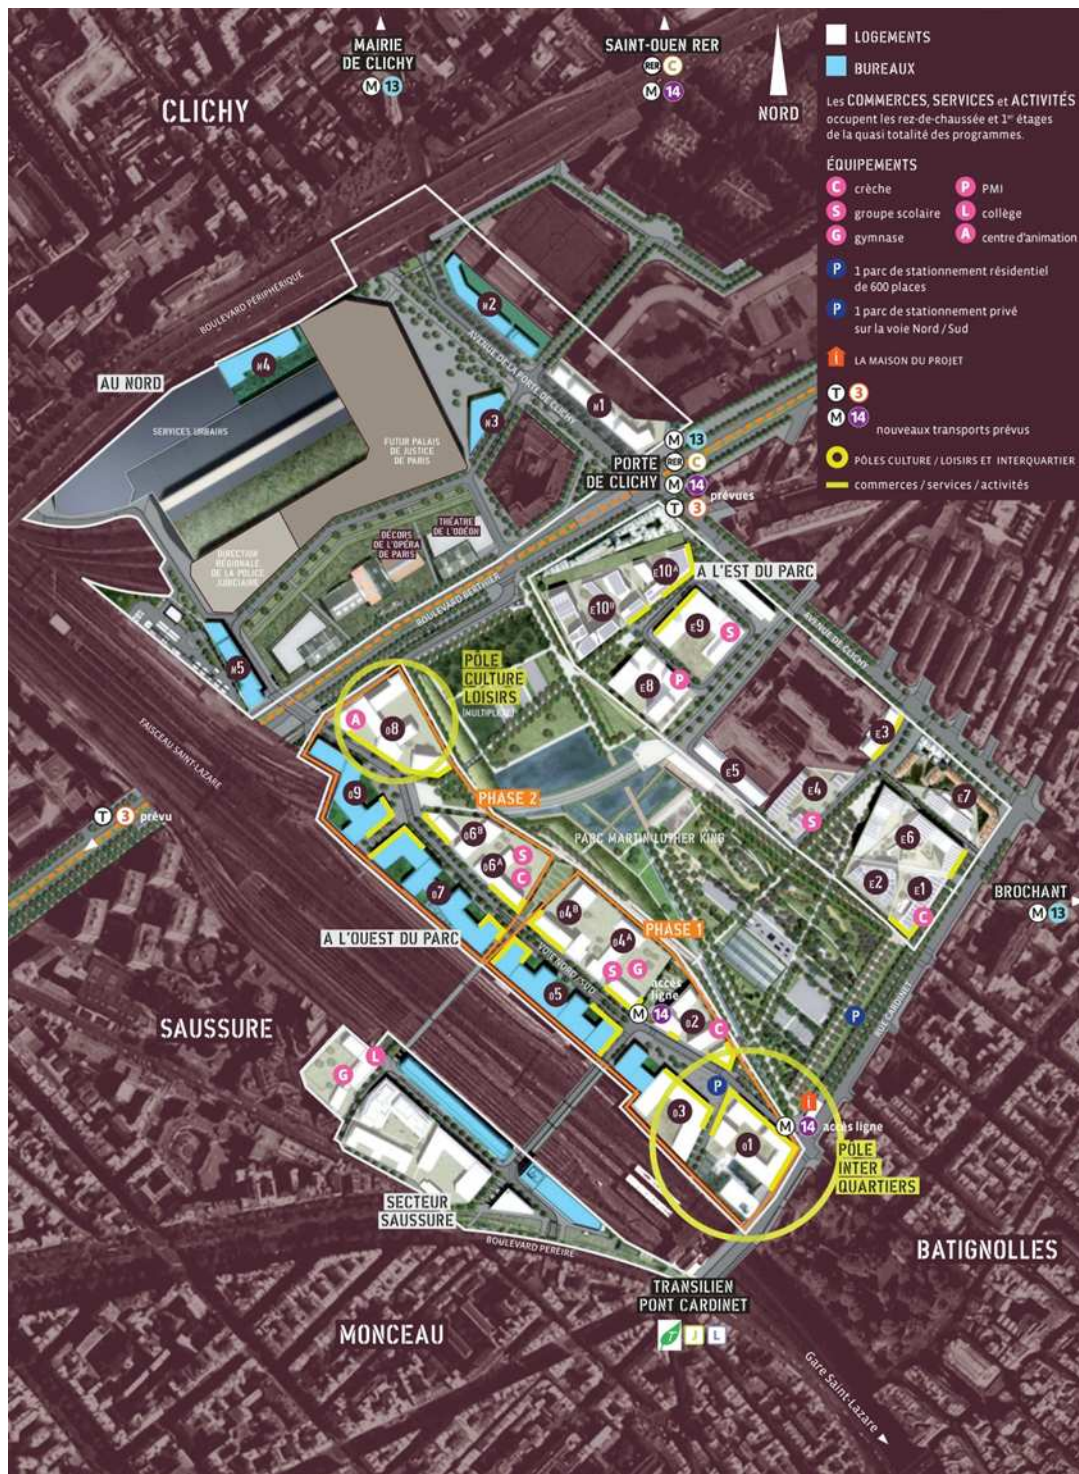 MAIRIE
DE CLICHY
M 13
SAINT-OUEN RER
RER C
M 14
CLICHY
NORD
LOGEMENTS
BUREAUX
Les COMMERCES, SERVICES et ACTIVITÉS
occupent les rez-de-chaussée et 1er étages
de la quasi totalité des programmes.
ÉQUIPEMENTS
C crèche
P PMI
S groupe scolaire
L collège
G gymnase
A centre d'animation
P 1 parc de stationnement résidentiel
de 600 places
P 1 parc de stationnement privé
sur la voie Nord / Sud
i LA MAISON DU PROJET
T 3
M 14
nouveaux transports prévus
PÔLES CULTURE / LOISIRS ET INTERQUARTIER
commerces / services / activités
BOULEVARD PÉRIPHÉRIQUE
N2
AVENUE DE LA PORTE DE CLICHY
N4
AU NORD
N1
N3
SERVICES URBAINS
FUTUR PALAIS
DE JUSTICE
DE PARIS
M 13
RER C
PORTE
DE CLICHY
M 14
prévues
T 3
THÉATRE
DE L'ODÉON
DÉCORS
DE L'OPÉRA
DE PARIS
DIRECTION
RÉGIONALE
DE LA POLICE
JUDICIAIRE
BOULEVARD BERTHIER
N5
E10A
A L'EST DU PARC
E10B
E9
S
E8
P
AVENUE DE CLICHY
PÔLE
CULTURE
LOISIRS
(MULTIPLEXE)
A
O8
FAISCEAU SAINT-LAZARE
E3
E5
E4
S
E7
E6
E2
E1
C
O9
PHASE 2
T 3 prévu
PARC MARTIN LUTHER KING
O6B
O6A
S
C
O7
BROCHANT
M 13
A L'OUEST DU PARC
O4B
O4A
PHASE 1
S
G
VOIE NORD/SUD
O5
accès
ligne
M 14
O2
C
P
RUE CARDINET
SAUSSURE
L
G
P
O3
O1
i
M 14 accès ligne
PÔLE
INTER
QUARTIERS
SECTEUR
SAUSSURE
BOULEVARD PEREIRE
BATIGNOLLES
TRANSILIEN
PONT CARDINET
T J L
MONCEAU
Gare Saint-Lazare